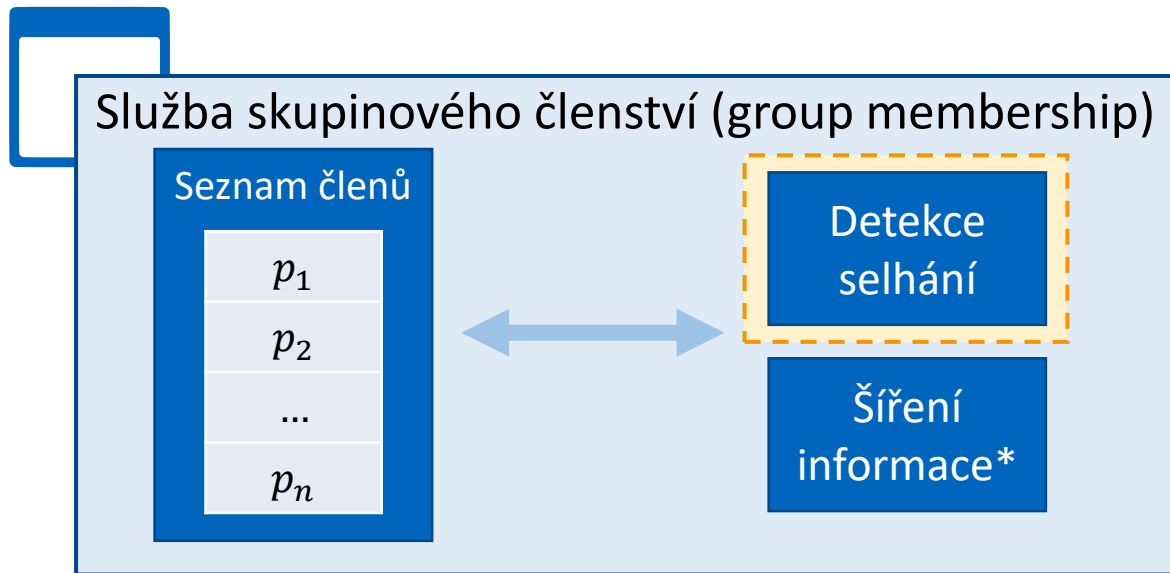 Služba skupinového členství (group membership)
Seznam členů
p₁
p₂
...
pₙ
Detekce
selhání
Šíření
informace*